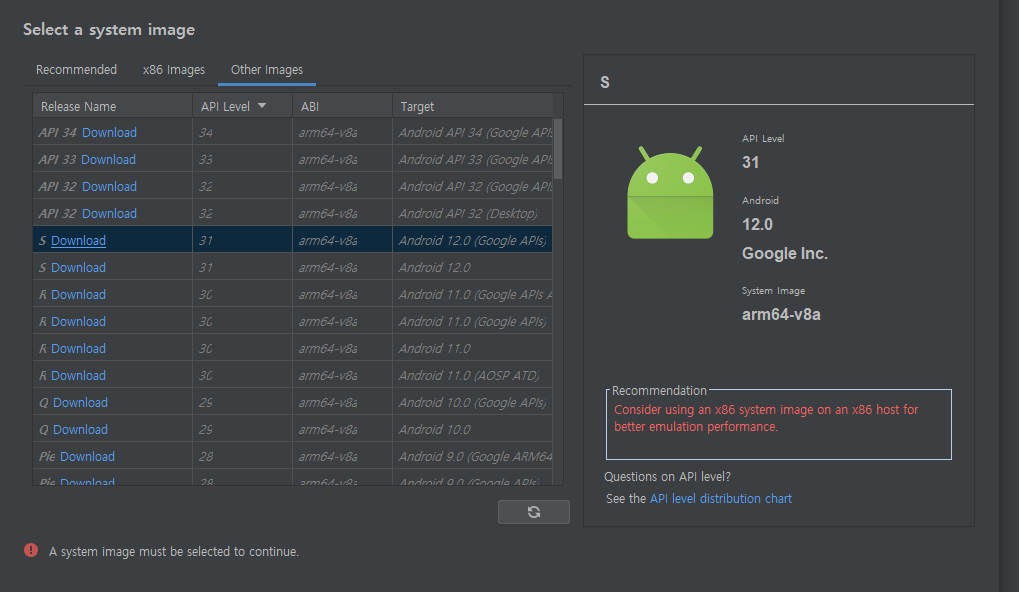 Select a system image
Recommended x86 Images Other Images
Release Name API Level ABI Target
API 34 Download 34 arm64-v8a Android API 34 (Google APIs
API 33 Download 33 arm64-v8a Android API 33 (Google APIs
API 32 Download 32 arm64-v8a Android API 32 (Google APIs
API 32 Download 32 arm64-v8a Android API 32 (Desktop)
S Download 31 arm64-v8a Android 12.0 (Google APIs)
S Download 31 arm64-v8a Android 12.0
R Download 30 arm64-v8a Android 11.0 (Google APIs A
R Download 30 arm64-v8a Android 11.0 (Google APIs)
R Download 30 arm64-v8a Android 11.0
R Download 30 arm64-v8a Android 11.0 (AOSP ATD)
Q Download 29 arm64-v8a Android 10.0 (Google APIs)
Q Download 29 arm64-v8a Android 10.0
Pie Download 28 arm64-v8a Android 9.0 (Google ARM64
Pie Download 28 arm64-v8a Android 9.0 (Google APIs)
S
API Level
31
Android
12.0
Google Inc.
System Image
arm64-v8a
Recommendation
Consider using an x86 system image on an x86 host for
better emulation performance.
Questions on API level?
See the API level distribution chart
A system image must be selected to continue.